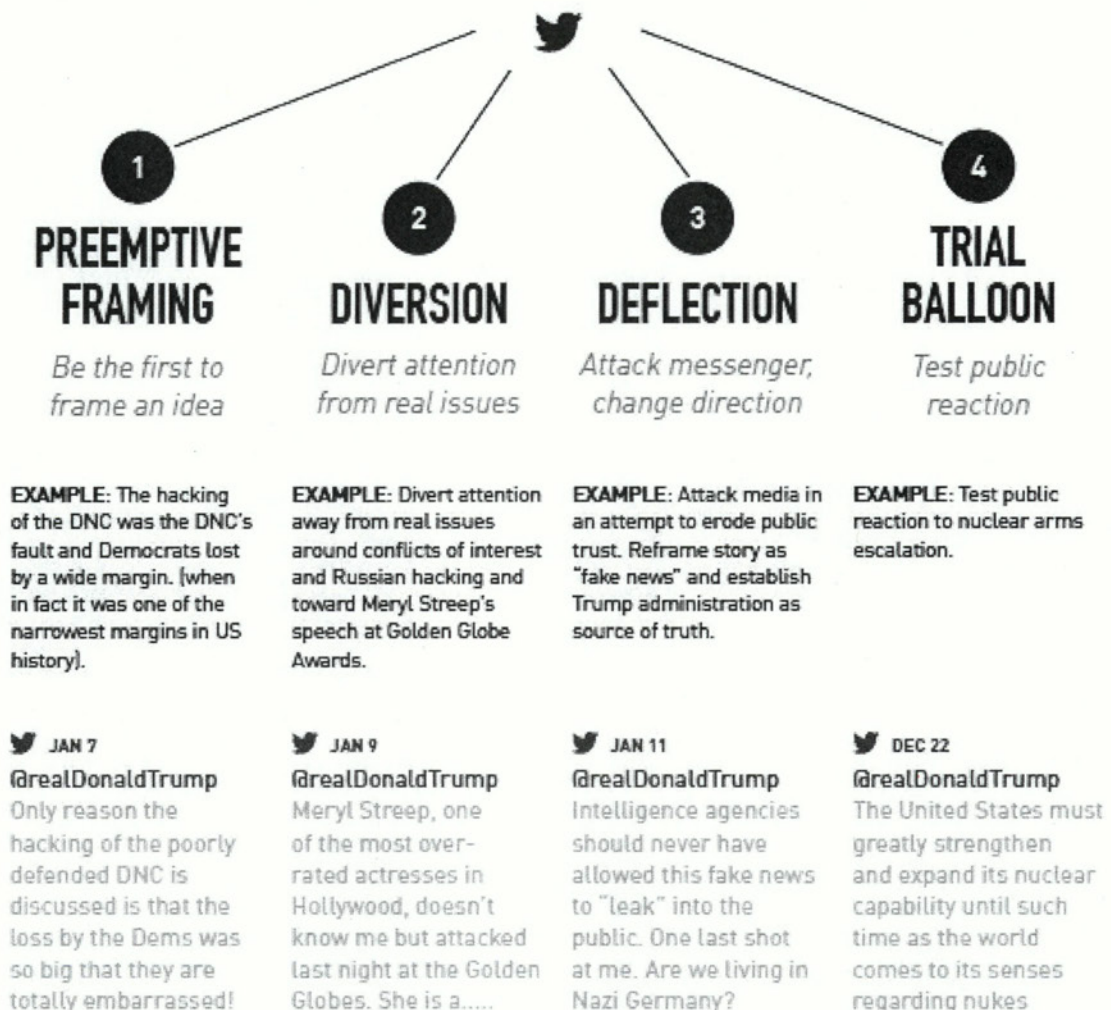 1
PREEMPTIVE
FRAMING
Be the first to
frame an idea
EXAMPLE: The hacking
of the DNC was the DNC's
fault and Democrats lost
by a wide margin. (when
in fact it was one of the
narrowest margins in US
history).
JAN 7
@realDonaldTrump
Only reason the
hacking of the poorly
defended DNC is
discussed is that the
loss by the Dems was
so big that they are
totally embarrassed!
2
DIVERSION
Divert attention
from real issues
EXAMPLE: Divert attention
away from real issues
around conflicts of interest
and Russian hacking and
toward Meryl Streep's
speech at Golden Globe
Awards.
JAN 9
@realDonaldTrump
Meryl Streep, one
of the most over-
rated actresses in
Hollywood, doesn't
know me but attacked
last night at the Golden
Globes. She is a.....
3
DEFLECTION
Attack messenger,
change direction
EXAMPLE: Attack media in
an attempt to erode public
trust. Reframe story as
"fake news" and establish
Trump administration as
source of truth.
JAN 11
@realDonaldTrump
Intelligence agencies
should never have
allowed this fake news
to "leak" into the
public. One last shot
at me. Are we living in
Nazi Germany?
4
TRIAL
BALLOON
Test public
reaction
EXAMPLE: Test public
reaction to nuclear arms
escalation.
DEC 22
@realDonaldTrump
The United States must
greatly strengthen
and expand its nuclear
capability until such
time as the world
comes to its senses
regarding nukes